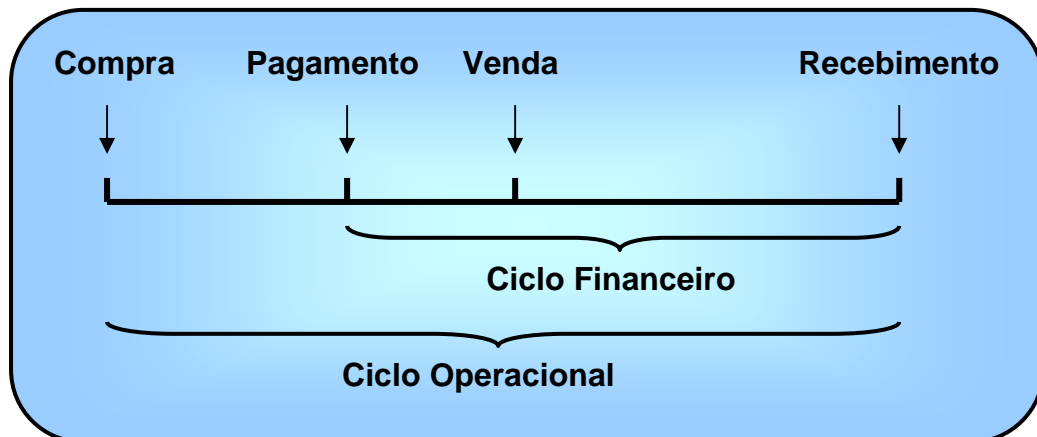 Compra Pagamento Venda Recebimento
Ciclo Financeiro
Ciclo Operacional